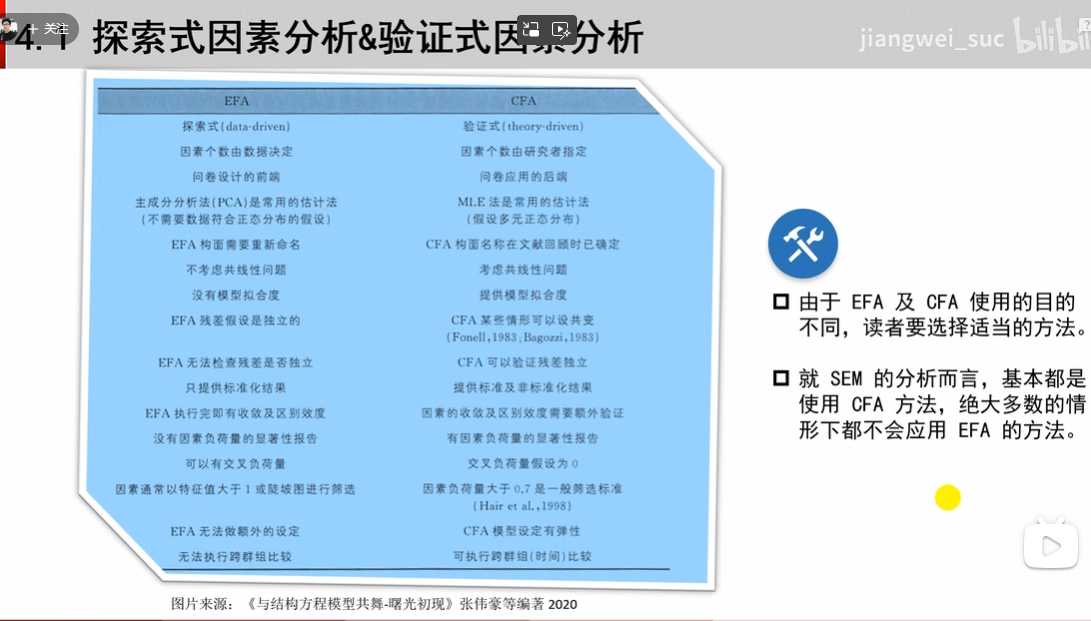 + 关注
4.1 探索式因素分析&验证式因素分析
jiangwei_suc bilibili
EFA CFA
探索式(data-driven) 验证式(theory-driven)
因素个数由数据决定 因素个数由研究者指定
问卷设计的前端 问卷应用的后端
主成分分析法(PCA)是常用的估计法 MLE 法是常用的估计法
(不需要数据符合正态分布的假设) (假设多元正态分布)
EFA 构面需要重新命名 CFA 构面名称在文献回顾时已确定
不考虑共线性问题 考虑共线性问题
没有模型拟合度 提供模型拟合度
EFA 残差假设是独立的 CFA 某些情形可以设共变
(Fonell,1983;Bagozzi,1983)
EFA 无法检查残差是否独立 CFA 可以验证残差独立
只提供标准化结果 提供标准及非标准化结果
EFA 执行完即有收敛及区别效度 因素的收敛及区别效度需要额外验证
没有因素负荷量的显著性报告 有因素负荷量的显著性报告
可以有交叉负荷量 交叉负荷量假设为 0
因素通常以特征值大于 1 或陡坡图进行筛选 因素负荷量大于 0.7 是一般筛选标准
(Hair et al.,1998)
EFA 无法做额外的设定 CFA 模型设定有弹性
无法执行跨群组比较 可执行跨群组(时间)比较
由于 EFA 及 CFA 使用的目的
不同，读者要选择适当的方法。
就 SEM 的分析而言，基本都是
使用 CFA 方法，绝大多数的情
形下都不会应用 EFA 的方法。
图片来源：《与结构方程模型共舞-曙光初现》张伟豪等编著 2020